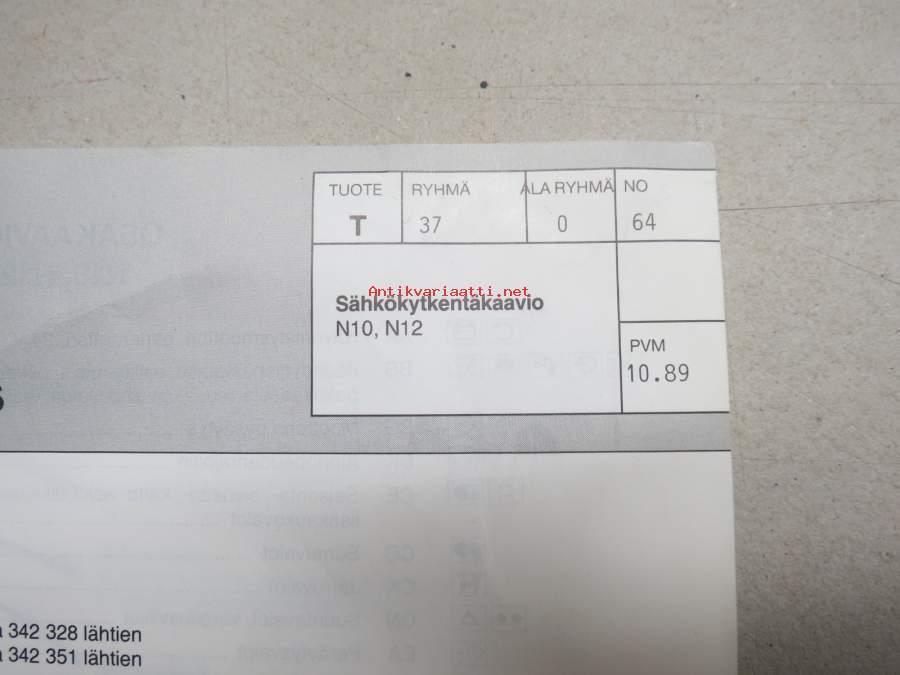 TUOTE RYHMÄ ALA RYHMÄ NO
T 37 0 64
Antikvariaatti.net
Sähkökytkentäkaavio
N10, N12
PVM
10.89
342 328 lähtien
342 351 lähtien